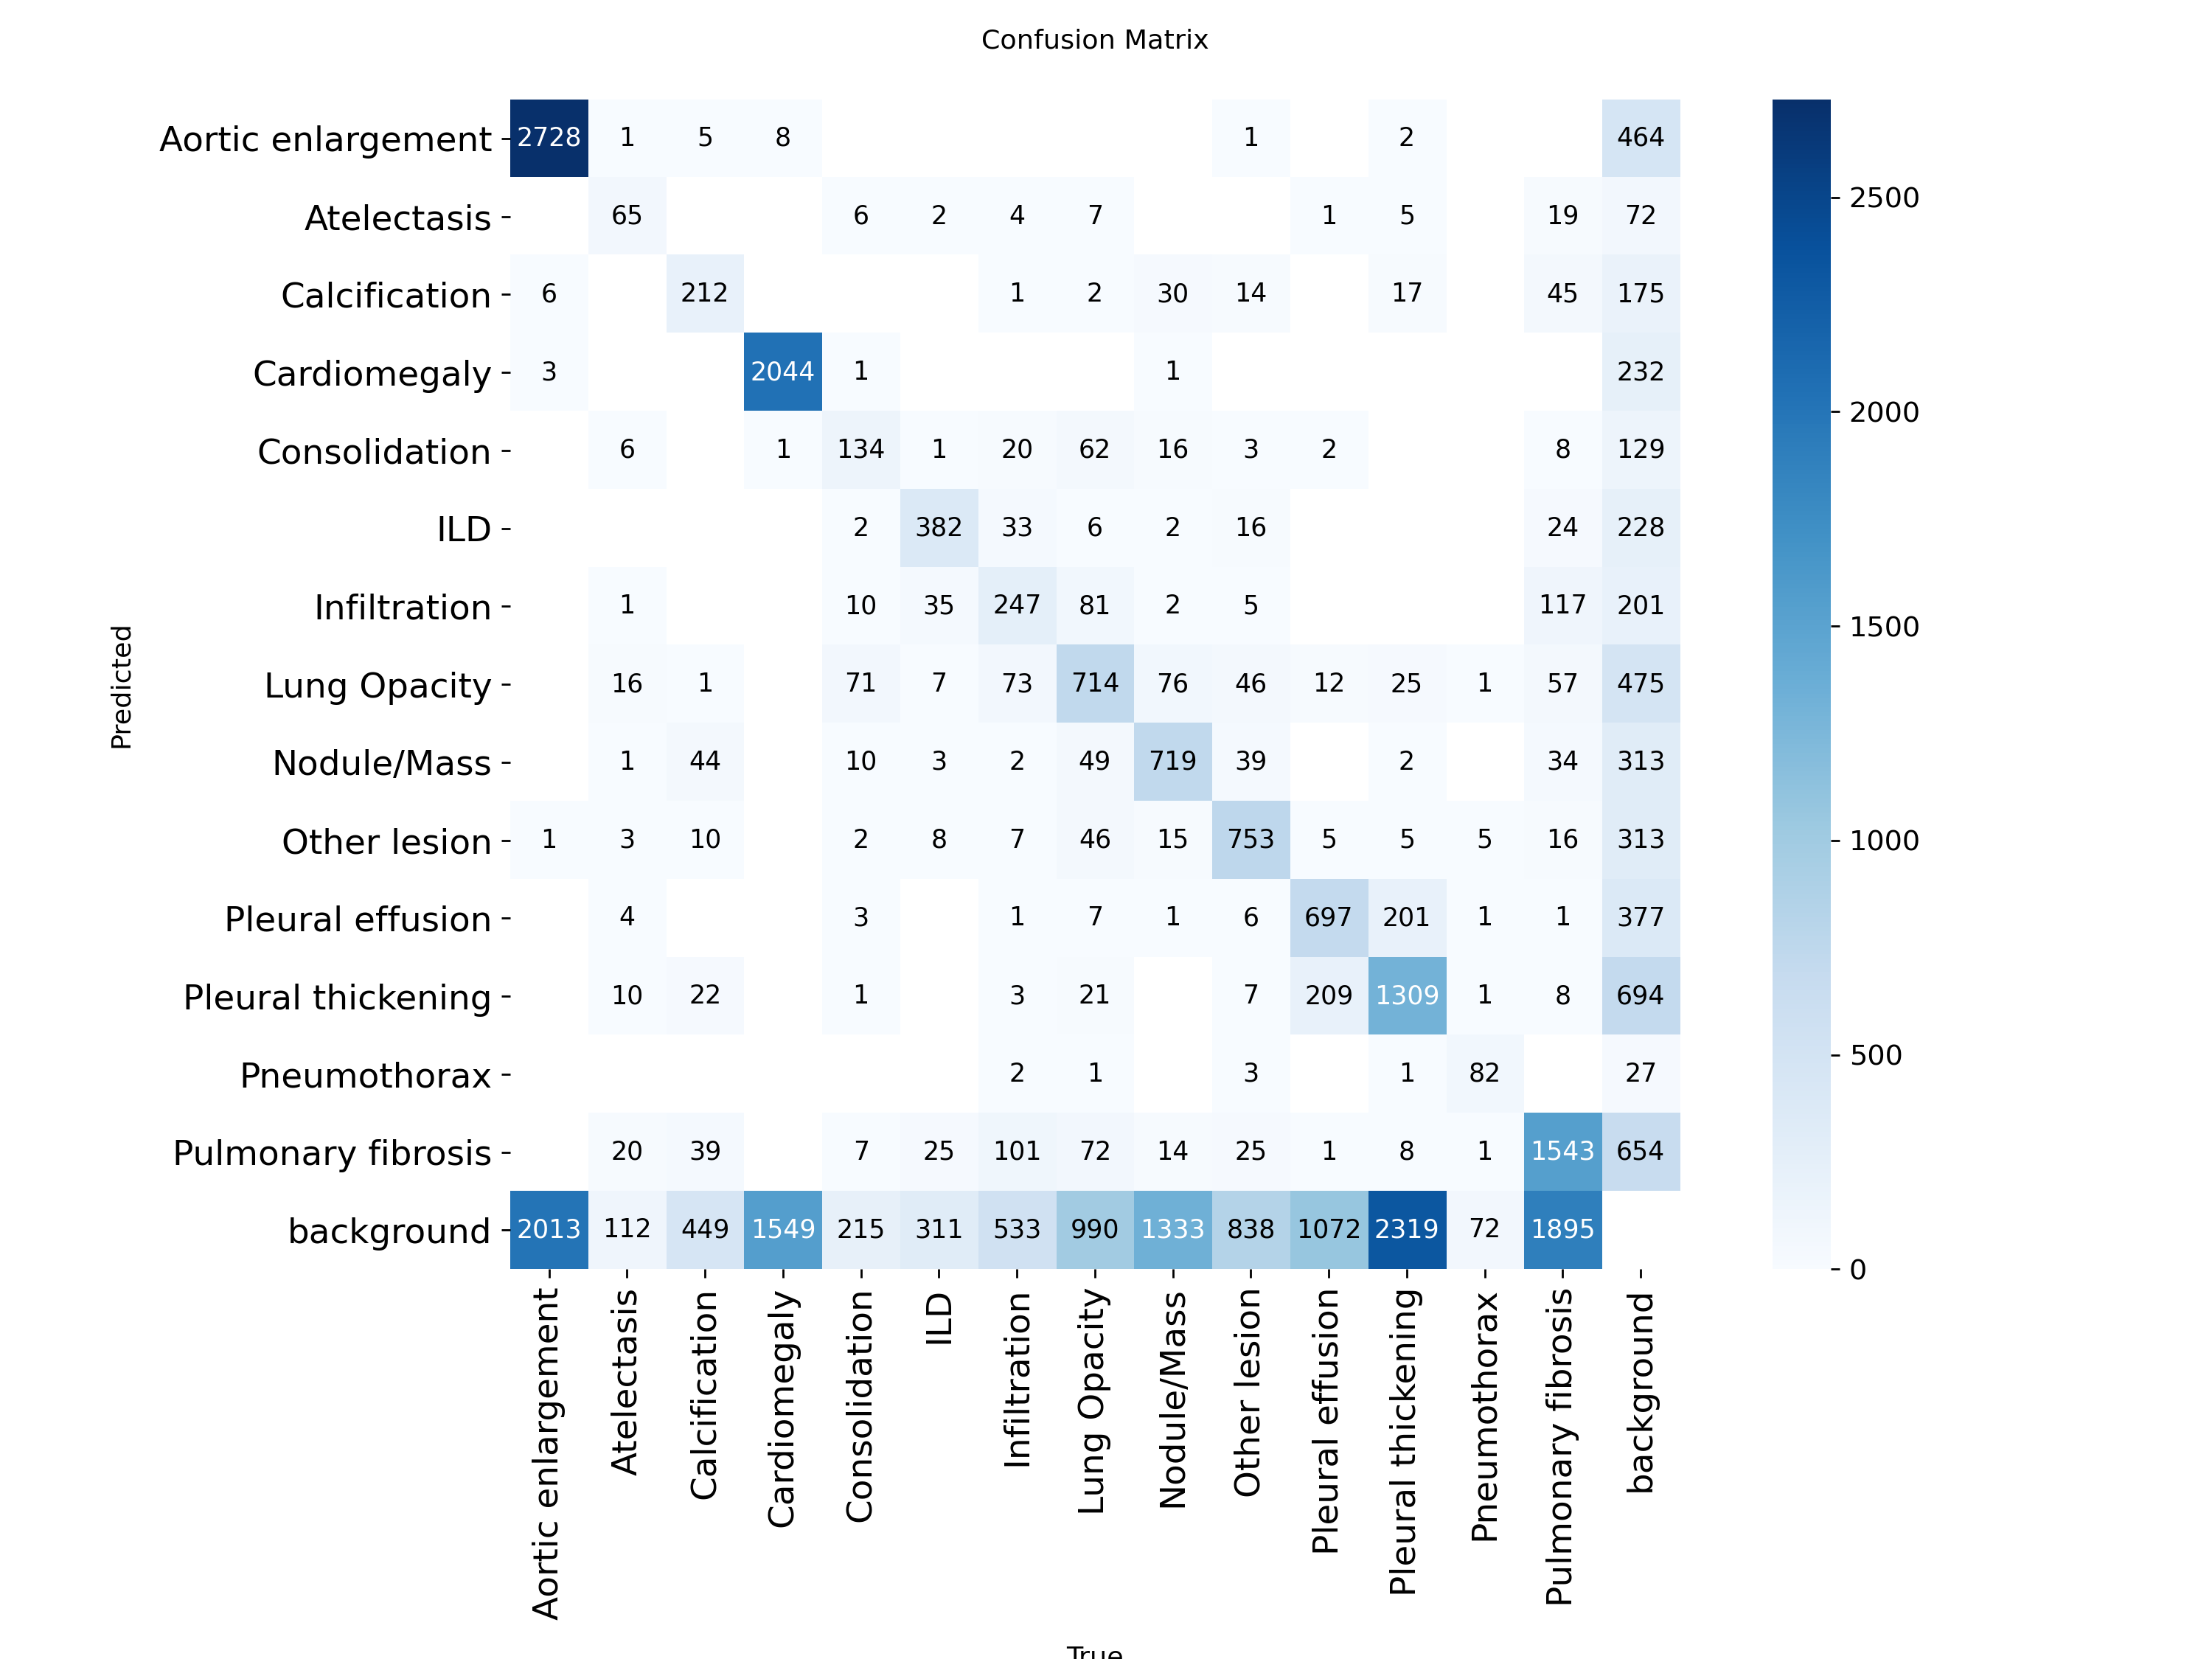 Confusion Matrix
Aortic enlargement 2728 1 5 8 1 2 464
Atelectasis 65 6 2 4 7 1 5 19 72
Calcification 6 212 1 2 30 14 17 45 175
Cardiomegaly 3 2044 1 1 232
Consolidation 6 1 134 1 20 62 16 3 2 8 129
ILD 2 382 33 6 2 16 24 228
Infiltration 1 10 35 247 81 2 5 117 201
Lung Opacity 16 1 71 7 73 714 76 46 12 25 1 57 475
Nodule/Mass 1 44 10 3 2 49 719 39 2 34 313
Other lesion 1 3 10 2 8 7 46 15 753 5 5 5 16 313
Pleural effusion 4 3 1 7 1 6 697 201 1 1 377
Pleural thickening 10 22 1 3 21 7 209 1309 1 8 694
Pneumothorax 2 1 3 1 82 27
Pulmonary fibrosis 20 39 7 25 101 72 14 25 1 8 1 1543 654
background 2013 112 449 1549 215 311 533 990 1333 838 1072 2319 72 1895
Predicted
Aortic enlargement
Atelectasis
Calcification
Cardiomegaly
Consolidation
ILD
Infiltration
Lung Opacity
Nodule/Mass
Other lesion
Pleural effusion
Pleural thickening
Pneumothorax
Pulmonary fibrosis
background
True
2500
2000
1500
1000
500
0